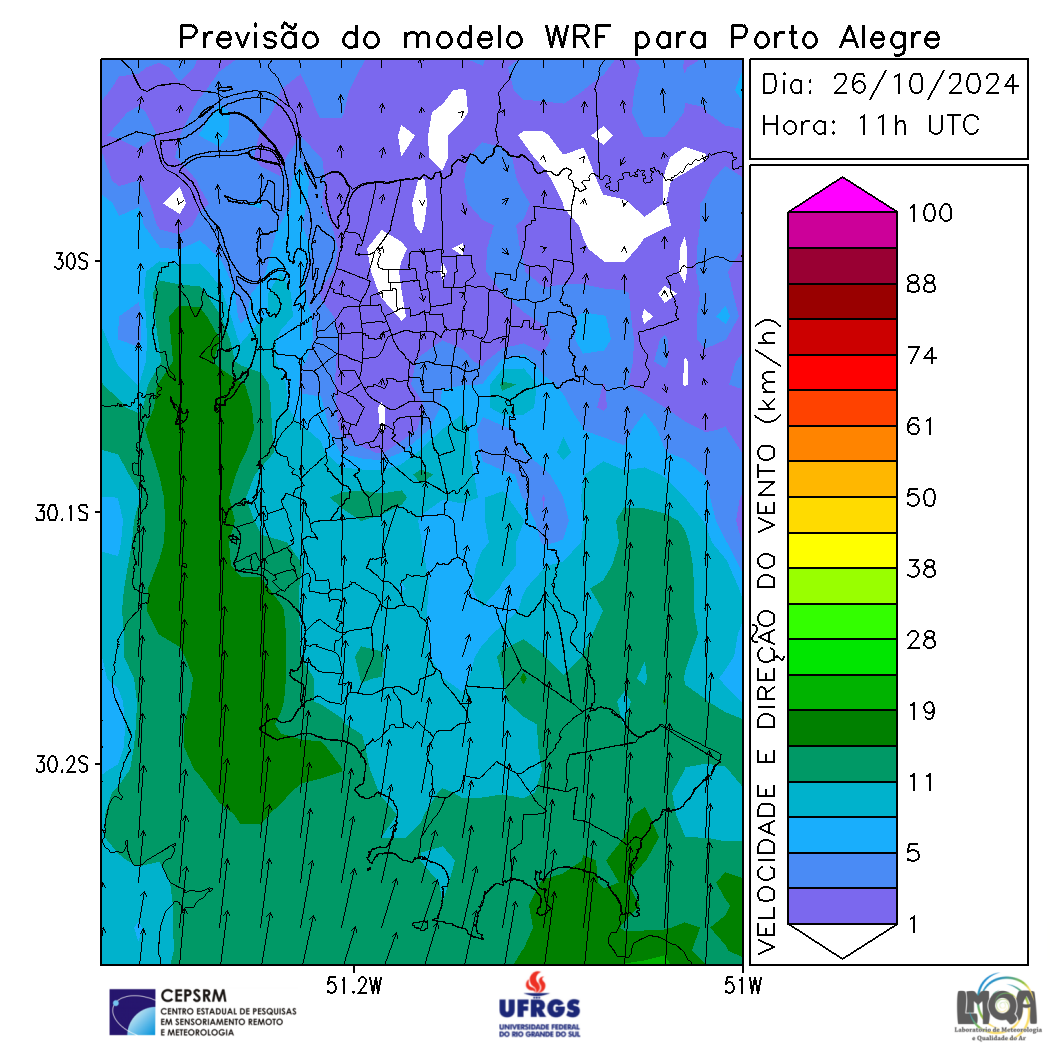 Previsão do modelo WRF para Porto Alegre
Dia: 26/10/2024
Hora: 11h UTC
30S
30.1S
30.2S
51.2W
51W
VELOCIDADE E DIREÇÃO DO VENTO (km/h)
100
88
74
61
50
38
28
19
11
5
1
CEPSRM
CENTRO ESTADUAL DE PESQUISAS
EM SENSORIAMENTO REMOTO
E METEOROLOGIA
UFRGS
UNIVERSIDADE FEDERAL
DO RIO GRANDE DO SUL
LMQA
Laboratório de Meteorologia
e Qualidade do Ar